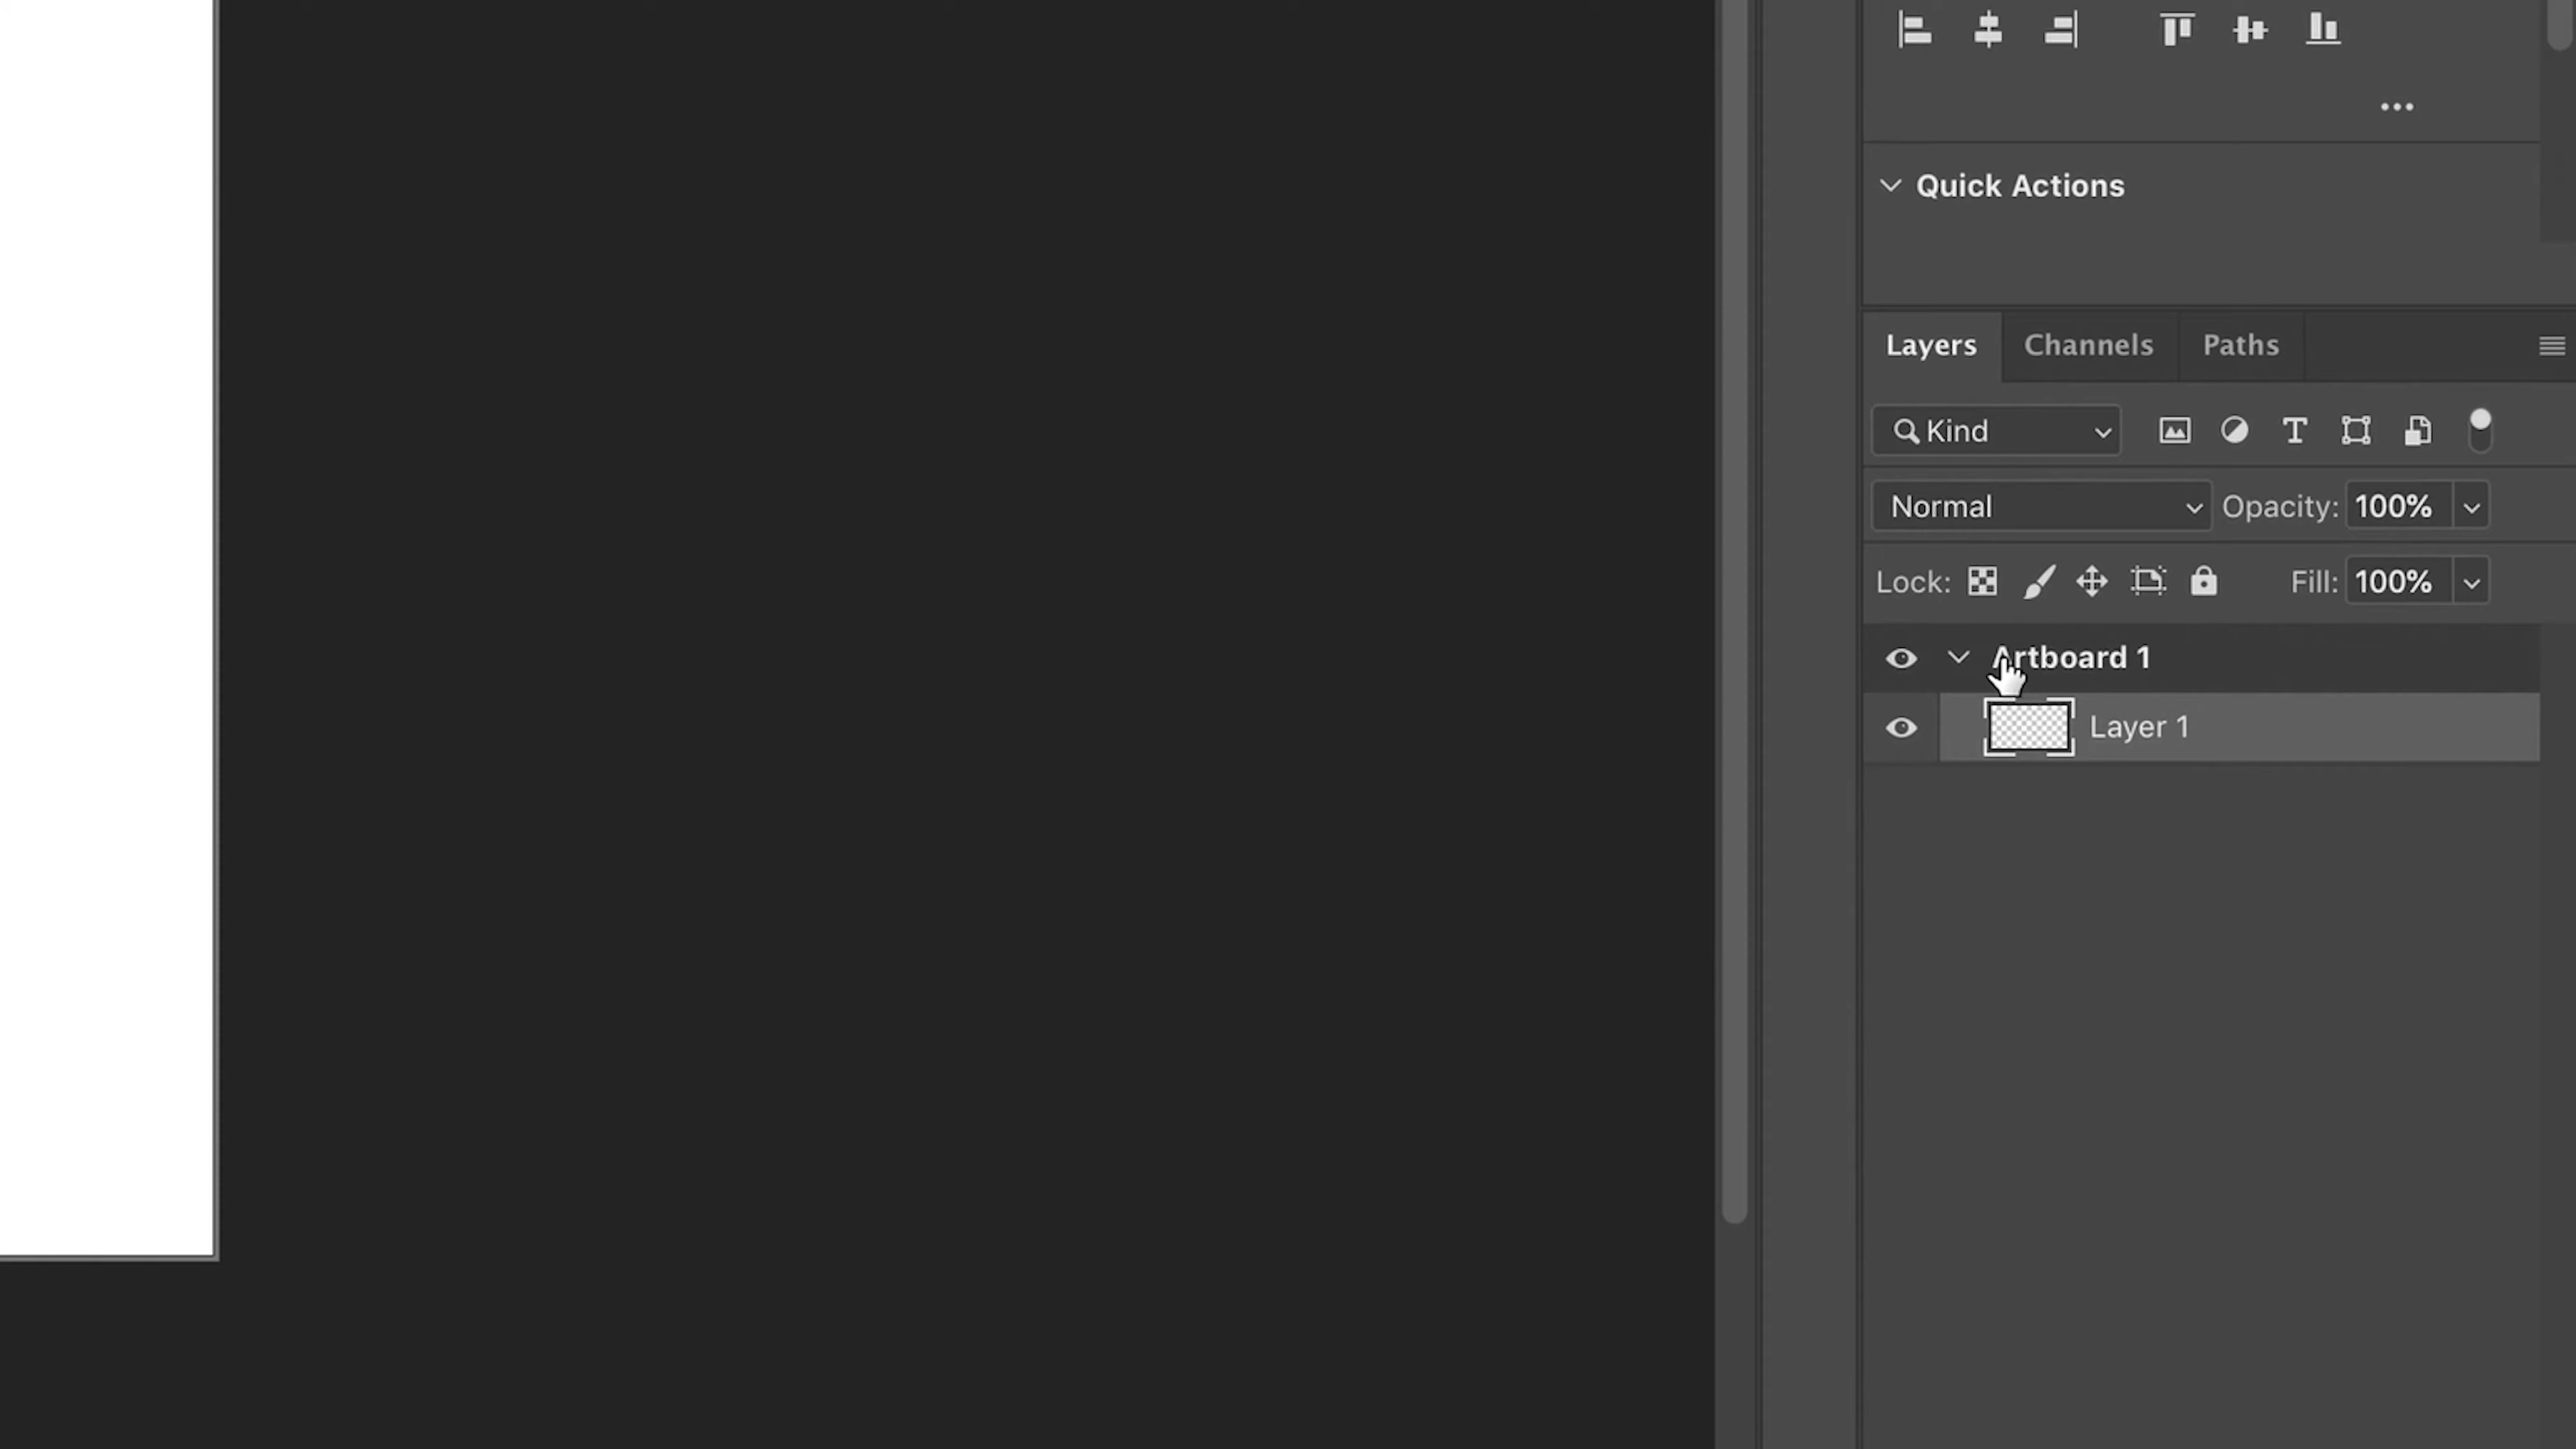 Quick Actions
Layers Channels Paths
Kind
Normal Opacity: 100%
Lock: Fill: 100%
Artboard 1
Layer 1